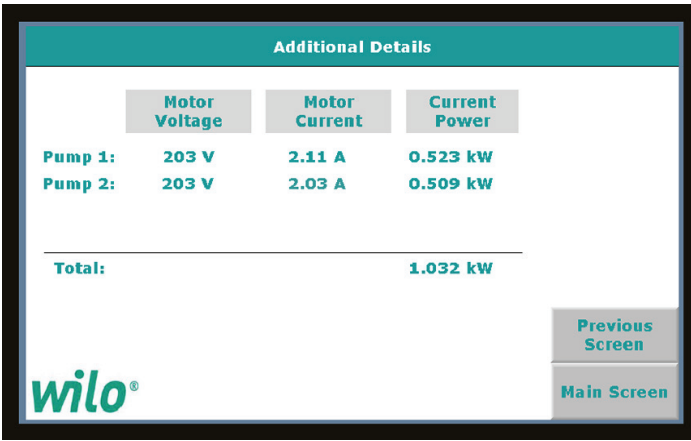 Additional Details
Motor Voltage Motor Current Current Power
Pump 1: 203 V 2.11 A 0.523 kW
Pump 2: 203 V 2.03 A 0.509 kW
Total: 1.032 kW
Previous
Screen
Main Screen
wilo®